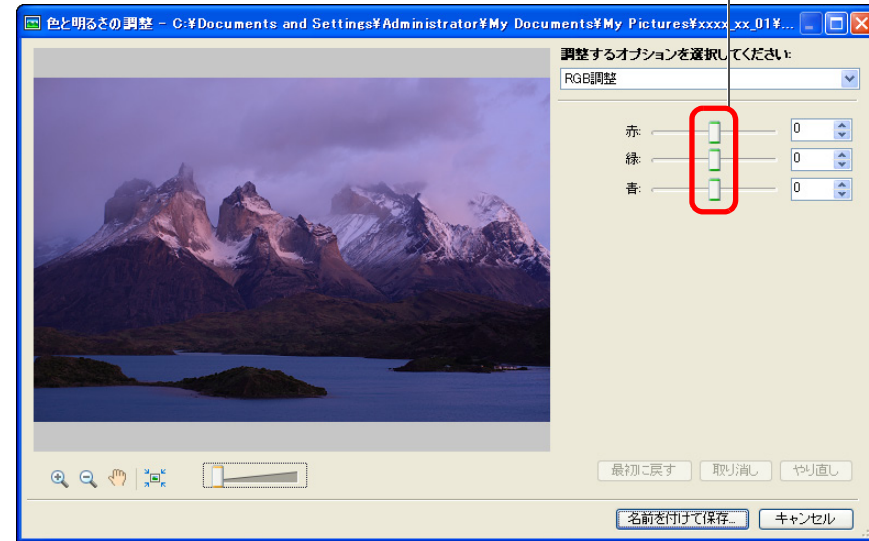 色と明るさの調整 - C:¥Documents and Settings¥Administrator¥My Documents¥My Pictures¥xxxx_xx_01¥...
調整するオプションを選択してください:
RGB調整
赤: 0
緑: 0
青: 0
最初に戻す 取り消し やり直し
名前を付けて保存... キャンセル